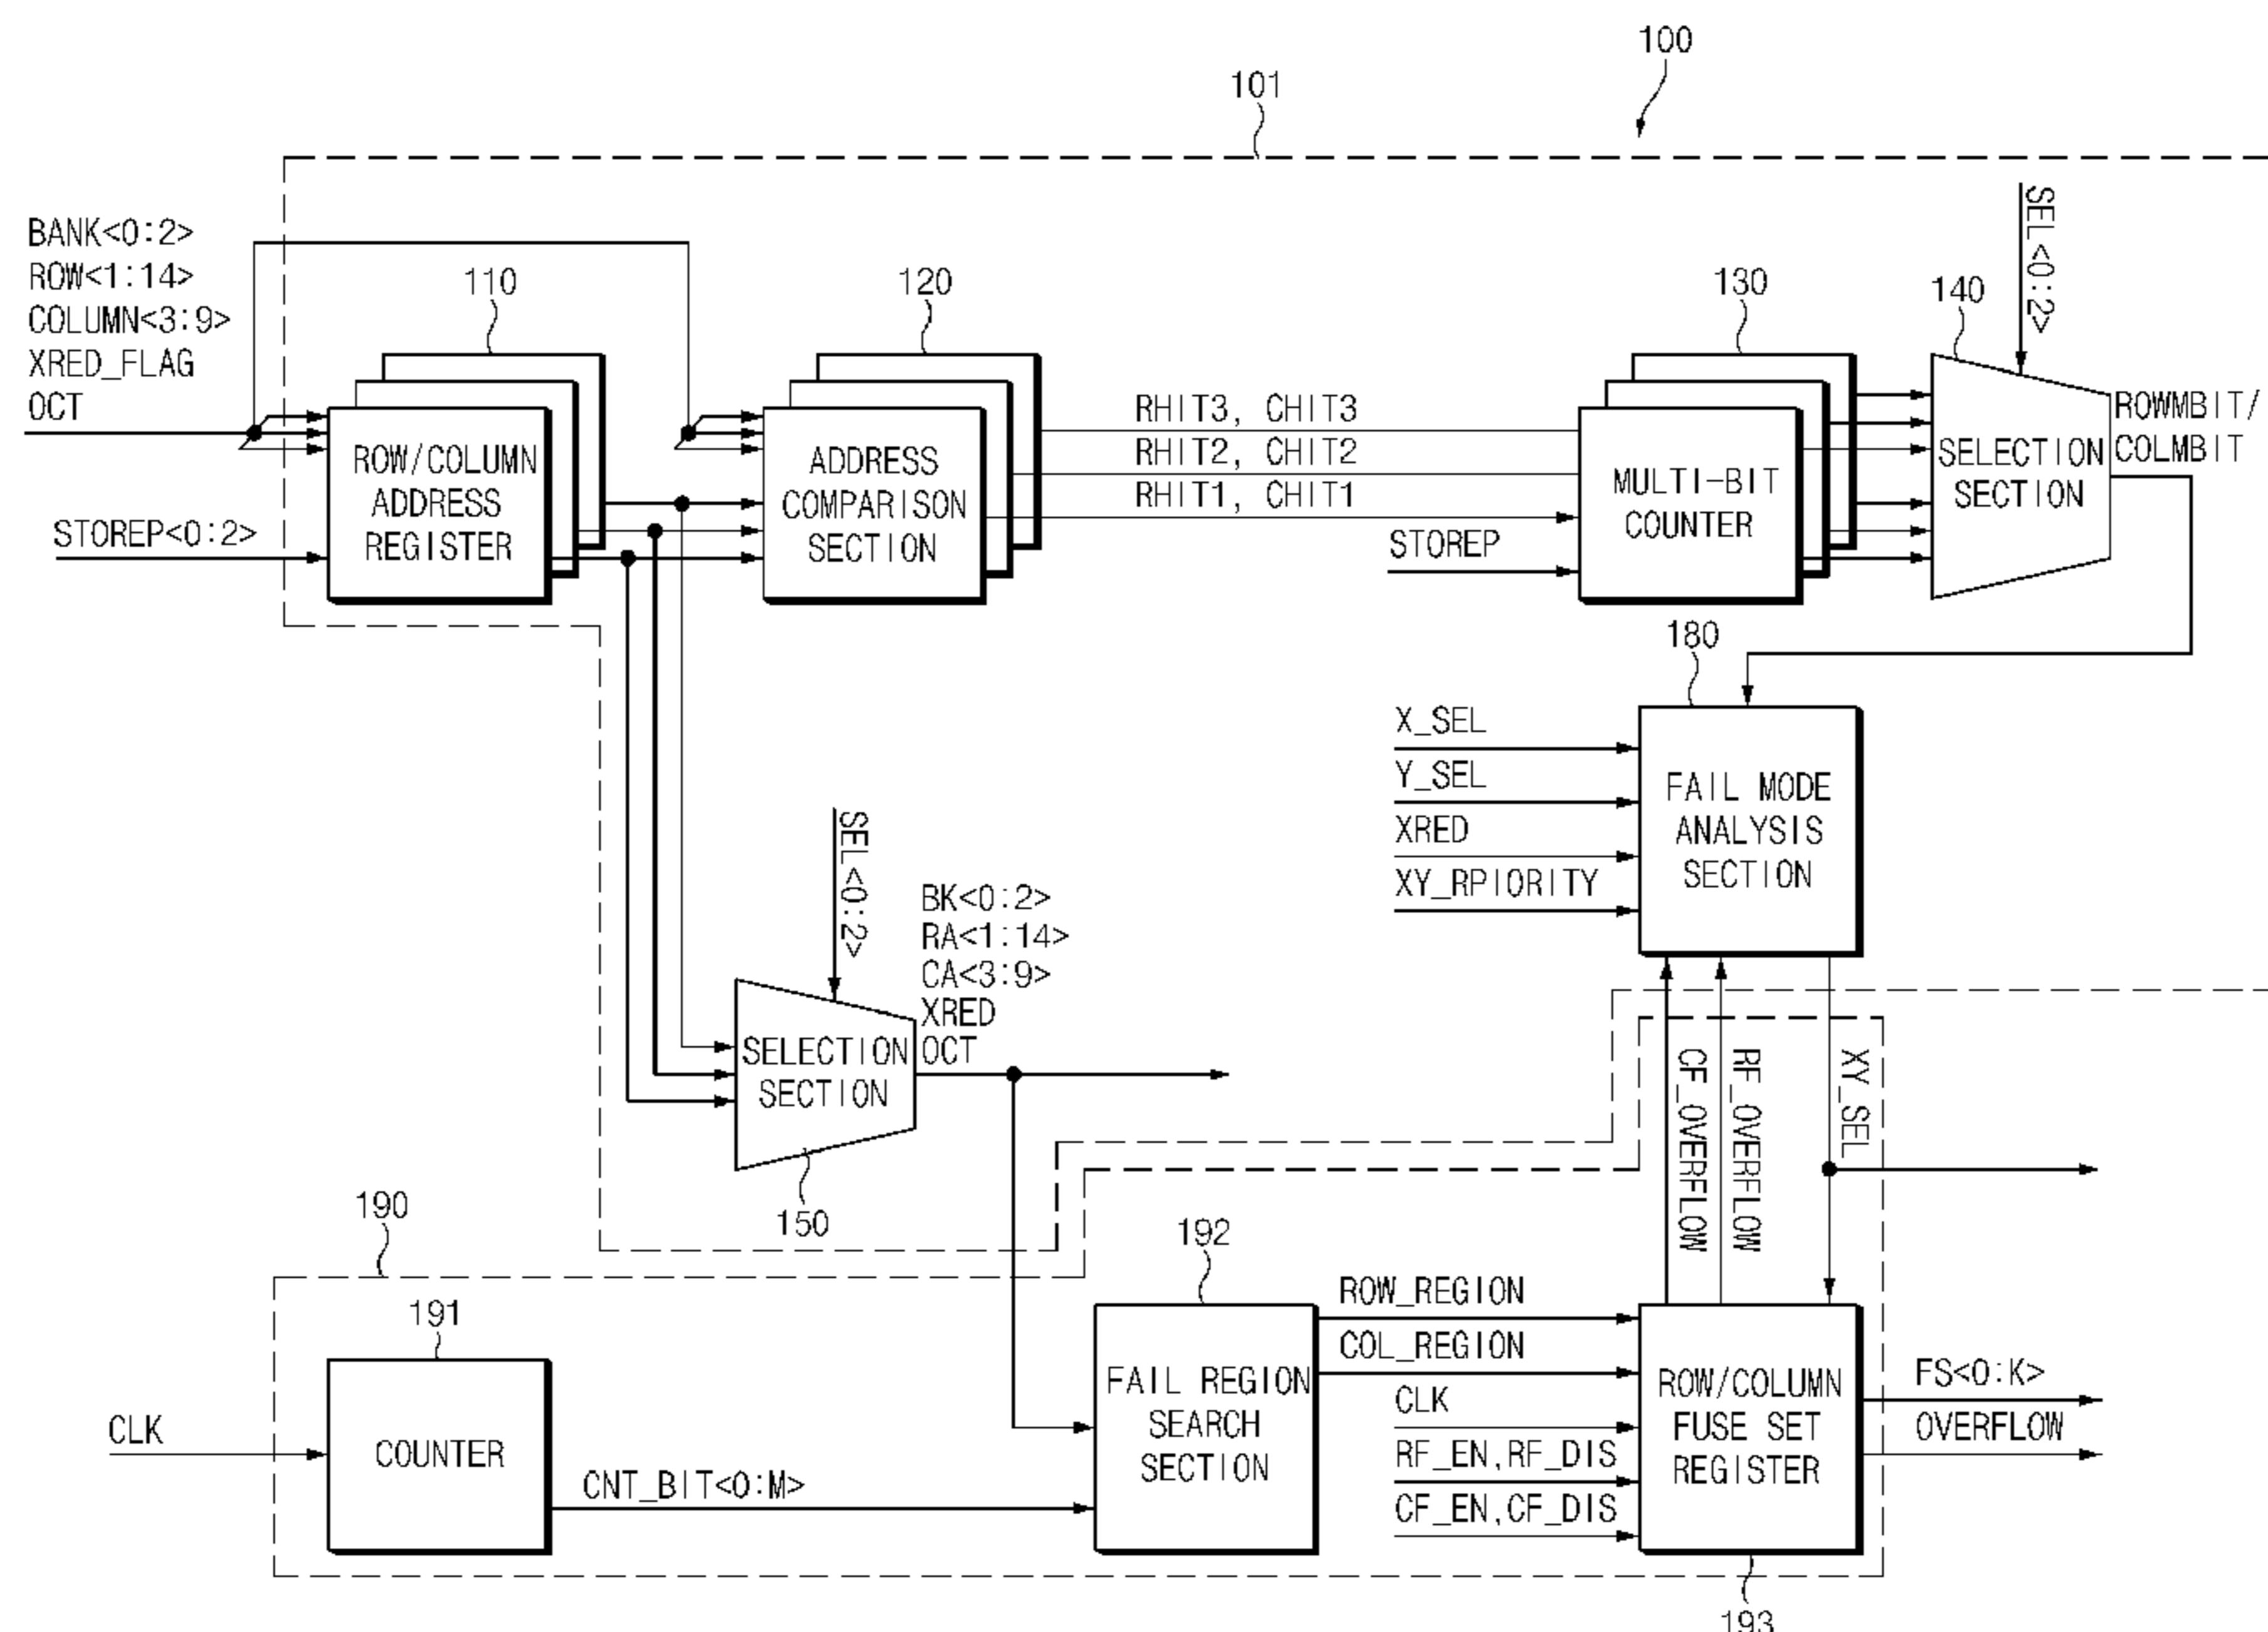 100
101
BANK<0:2>
ROW<1:14>
COLUMN<3:9>
XRED_FLAG
OCT
STOREP<0:2>
110
ROW/COLUMN
ADDRESS
REGISTER
120
ADDRESS
COMPARISON
SECTION
RHIT3, CHIT3
RHIT2, CHIT2
RHIT1, CHIT1
STOREP
130
MULTI-BIT
COUNTER
140
SEL<0:2>
SELECTION
SECTION
ROWMBIT/
COLMBIT
180
X_SEL
Y_SEL
XRED
XY_RPIORITY
FAIL MODE
ANALYSIS
SECTION
SEL<0:2>
BK<0:2>
RA<1:14>
CA<3:9>
XRED
OCT
SELECTION
SECTION
150
CF_OVERFLOW
RF_OVERFLOW
XY_SEL
190
191
CLK
COUNTER
CNT_BIT<0:M>
192
FAIL REGION
SEARCH
SECTION
ROW_REGION
COL_REGION
CLK
RF_EN,RF_DIS
CF_EN,CF_DIS
ROW/COLUMN
FUSE SET
REGISTER
193
FS<0:K>
OVERFLOW